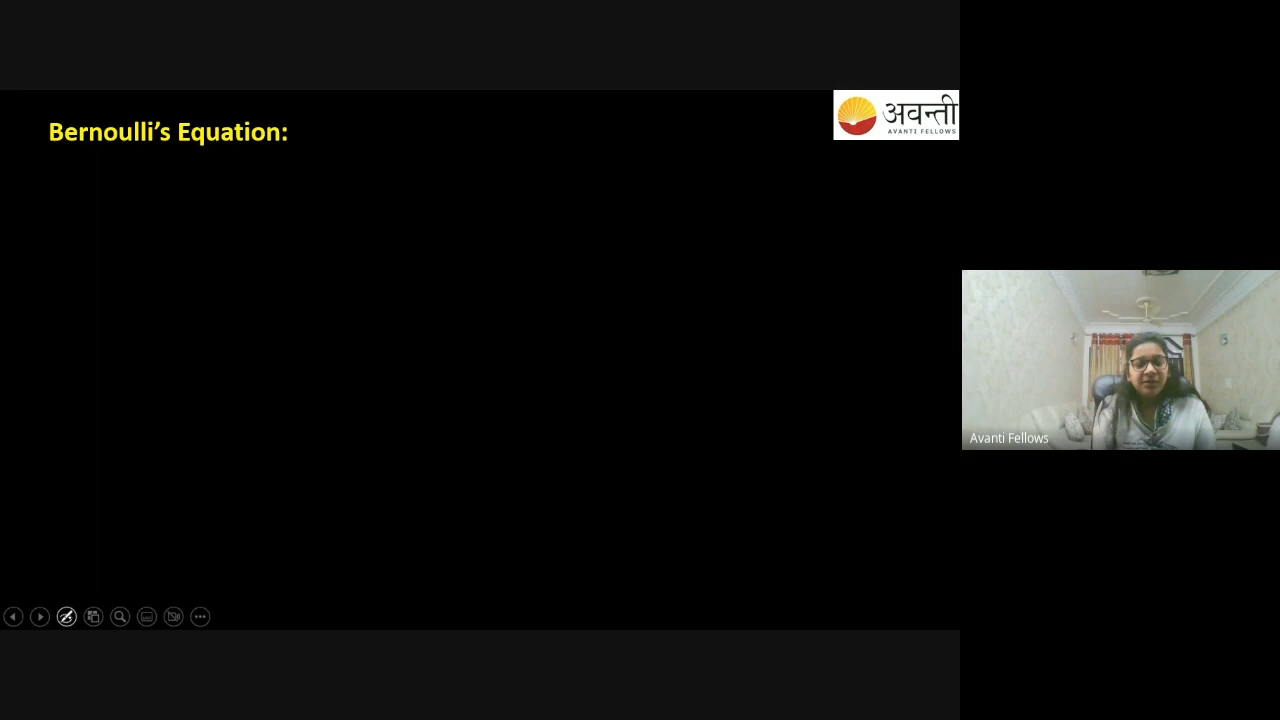 Bernoulli's Equation:
अवन्ती
AVANTI FELLOWS
Avanti Fellows